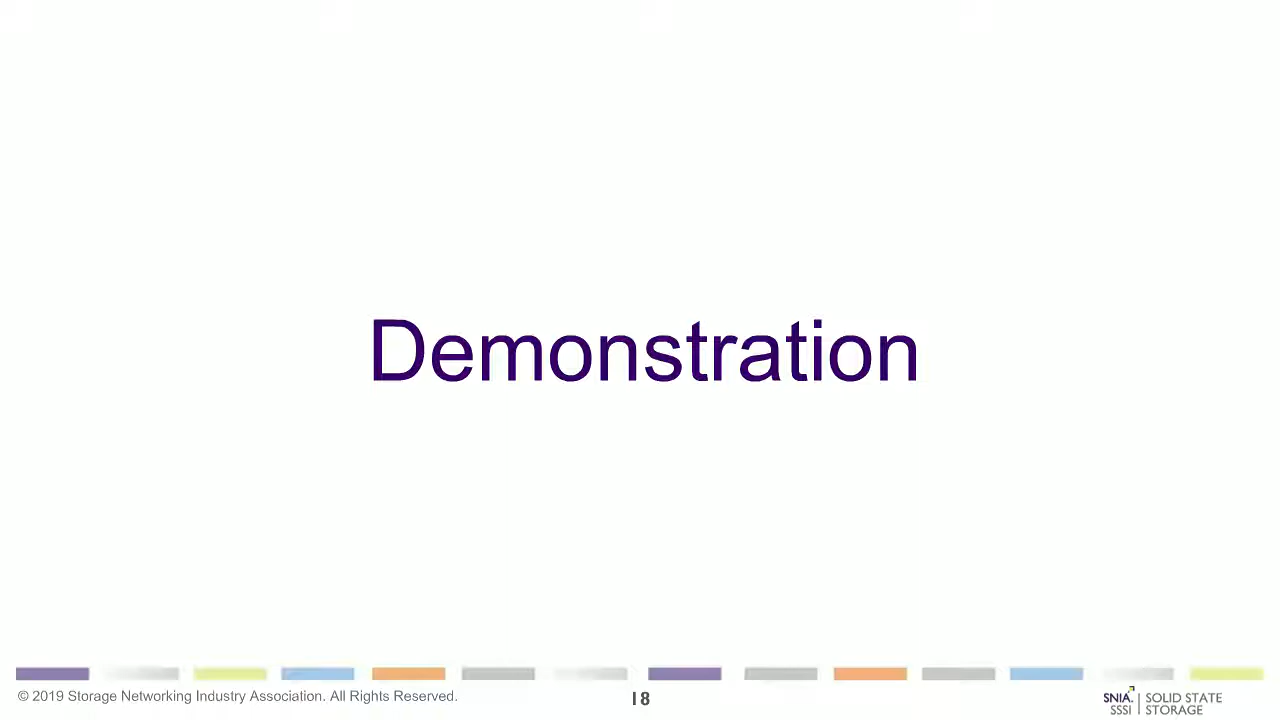 Demonstration
© 2019 Storage Networking Industry Association. All Rights Reserved.
18
SNIA. | SOLID STATE
SSSI | STORAGE